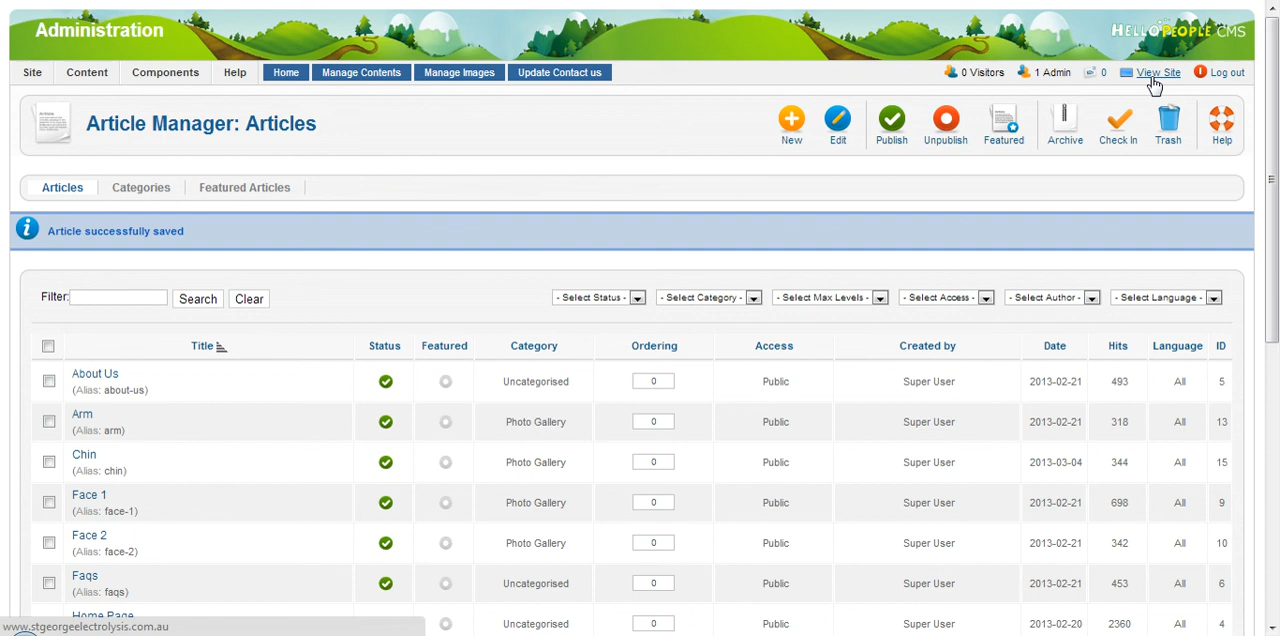 Administration
HELLOPEOPLE CMS
Site Content Components Help Home Manage Contents Manage Images Update Contact us 0 Visitors 1 Admin 0 View Site Log out
Article Manager: Articles
New Edit Publish Unpublish Featured Archive Check In Trash Help
Articles Categories Featured Articles
Article successfully saved
Filter: Search Clear - Select Status - - Select Category - - Select Max Levels - - Select Access - - Select Author - - Select Language -
Title Status Featured Category Ordering Access Created by Date Hits Language ID
About Us
(Alias: about-us)
Uncategorised 0 Public Super User 2013-02-21 493 All 5
Arm
(Alias: arm)
Photo Gallery 0 Public Super User 2013-02-21 318 All 13
Chin
(Alias: chin)
Photo Gallery 0 Public Super User 2013-03-04 344 All 15
Face 1
(Alias: face-1)
Photo Gallery 0 Public Super User 2013-02-21 698 All 9
Face 2
(Alias: face-2)
Photo Gallery 0 Public Super User 2013-02-21 342 All 10
Faqs
(Alias: faqs)
Uncategorised 0 Public Super User 2013-02-21 453 All 6
Home Page
Uncategorised 0 Public Super User 2013-02-20 2360 All 4
www.stgeorgeelectrolysis.com.au